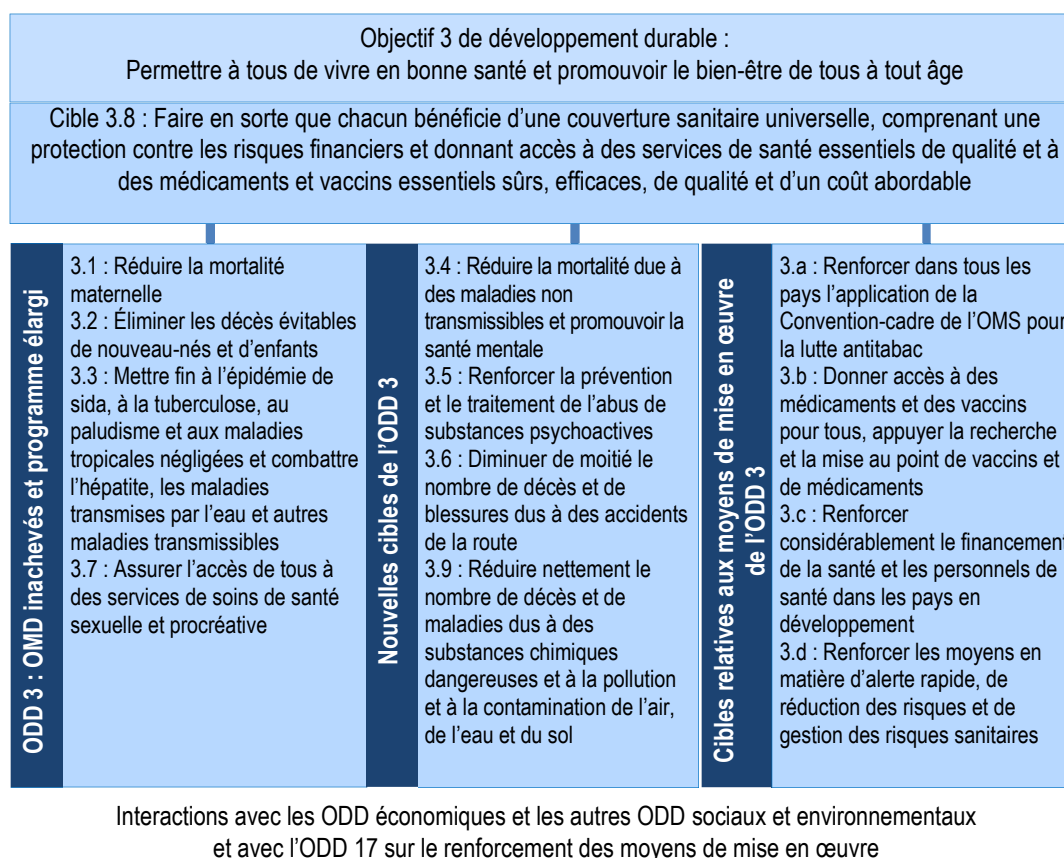 Objectif 3 de développement durable :
Permettre à tous de vivre en bonne santé et promouvoir le bien-être de tous à tout âge
Cible 3.8 : Faire en sorte que chacun bénéficie d’une couverture sanitaire universelle, comprenant une
protection contre les risques financiers et donnant accès à des services de santé essentiels de qualité et à
des médicaments et vaccins essentiels sûrs, efficaces, de qualité et d’un coût abordable
ODD 3 : OMD inachevés et programme élargi
3.1 : Réduire la mortalité
maternelle
3.2 : Éliminer les décès évitables
de nouveau-nés et d’enfants
3.3 : Mettre fin à l’épidémie de
sida, à la tuberculose, au
paludisme et aux maladies
tropicales négligées et combattre
l’hépatite, les maladies
transmises par l’eau et autres
maladies transmissibles
3.7 : Assurer l’accès de tous à
des services de soins de santé
sexuelle et procréative
Nouvelles cibles de l’ODD 3
3.4 : Réduire la mortalité due à
des maladies non
transmissibles et promouvoir la
santé mentale
3.5 : Renforcer la prévention
et le traitement de l’abus de
substances psychoactives
3.6 : Diminuer de moitié le
nombre de décès et de
blessures dus à des accidents
de la route
3.9 : Réduire nettement le
nombre de décès et de
maladies dus à des
substances chimiques
dangereuses et à la pollution
et à la contamination de l’air,
de l’eau et du sol
Cibles relatives aux moyens de mise en œuvre
de l’ODD 3
3.a : Renforcer dans tous les
pays l’application de la
Convention-cadre de l’OMS pour
la lutte antitabac
3.b : Donner accès à des
médicaments et des vaccins
pour tous, appuyer la recherche
et la mise au point de vaccins et
de médicaments
3.c : Renforcer
considérablement le financement
de la santé et les personnels de
santé dans les pays en
développement
3.d : Renforcer les moyens en
matière d’alerte rapide, de
réduction des risques et de
gestion des risques sanitaires
Interactions avec les ODD économiques et les autres ODD sociaux et environnementaux
et avec l’ODD 17 sur le renforcement des moyens de mise en œuvre